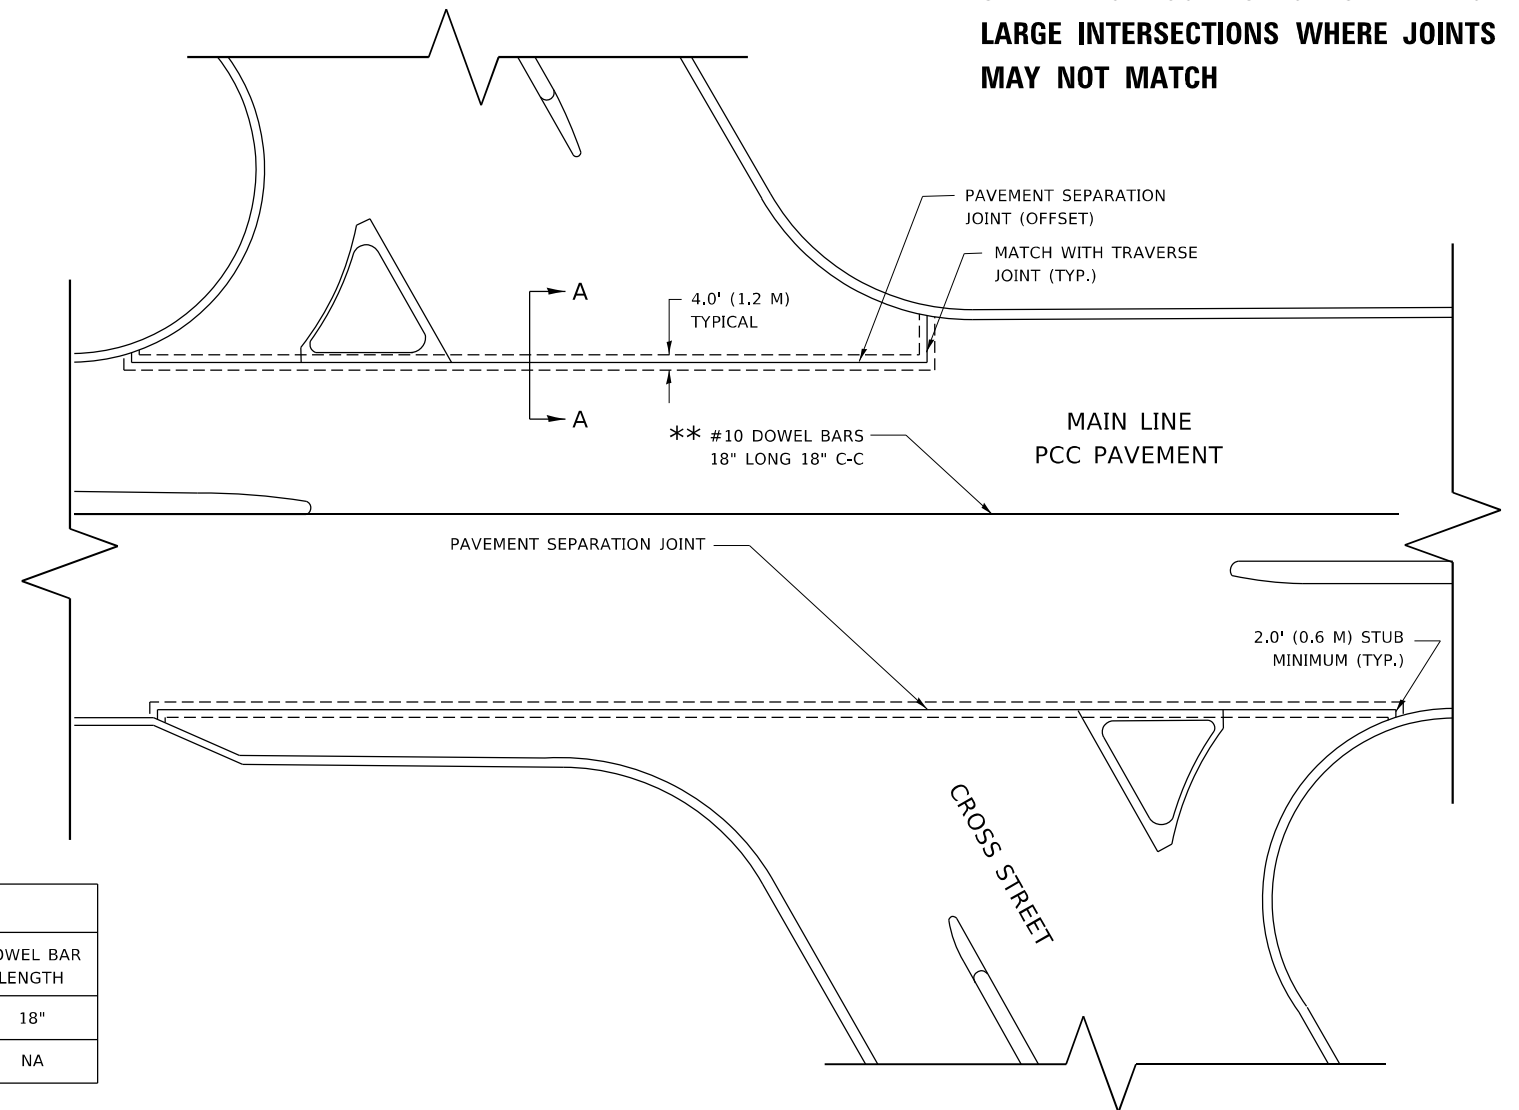 LARGE INTERSECTIONS WHERE JOINTS
MAY NOT MATCH
PAVEMENT SEPARATION
JOINT (OFFSET)
MATCH WITH TRAVERSE
JOINT (TYP.)
4.0' (1.2 M)
TYPICAL
A
A
** #10 DOWEL BARS
18" LONG 18" C-C
MAIN LINE
PCC PAVEMENT
PAVEMENT SEPARATION JOINT
2.0' (0.6 M) STUB
MINIMUM (TYP.)
CROSS STREET
BAR
LENGTH
18"
NA